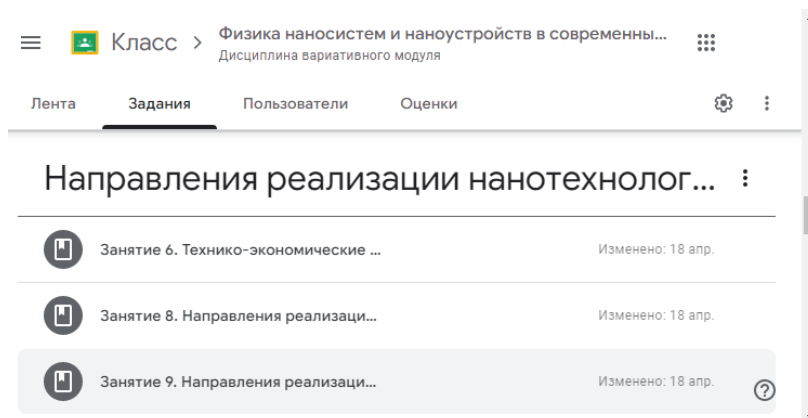 Класс > Физика наносистем и наноустройств в современны...
Дисциплина вариативного модуля
Лента Задания Пользователи Оценки
Направления реализации нанотехнолог...
Занятие 6. Технико-экономические ... Изменено: 18 апр.
Занятие 8. Направления реализаци... Изменено: 18 апр.
Занятие 9. Направления реализаци... Изменено: 18 апр.